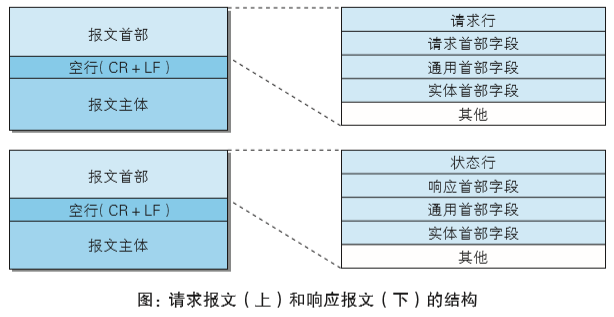 报文首部
空行(CR+LF)
报文主体
请求行
请求首部字段
通用首部字段
实体首部字段
其他
报文首部
空行(CR+LF)
报文主体
状态行
响应首部字段
通用首部字段
实体首部字段
其他
图：请求报文（上）和响应报文（下）的结构